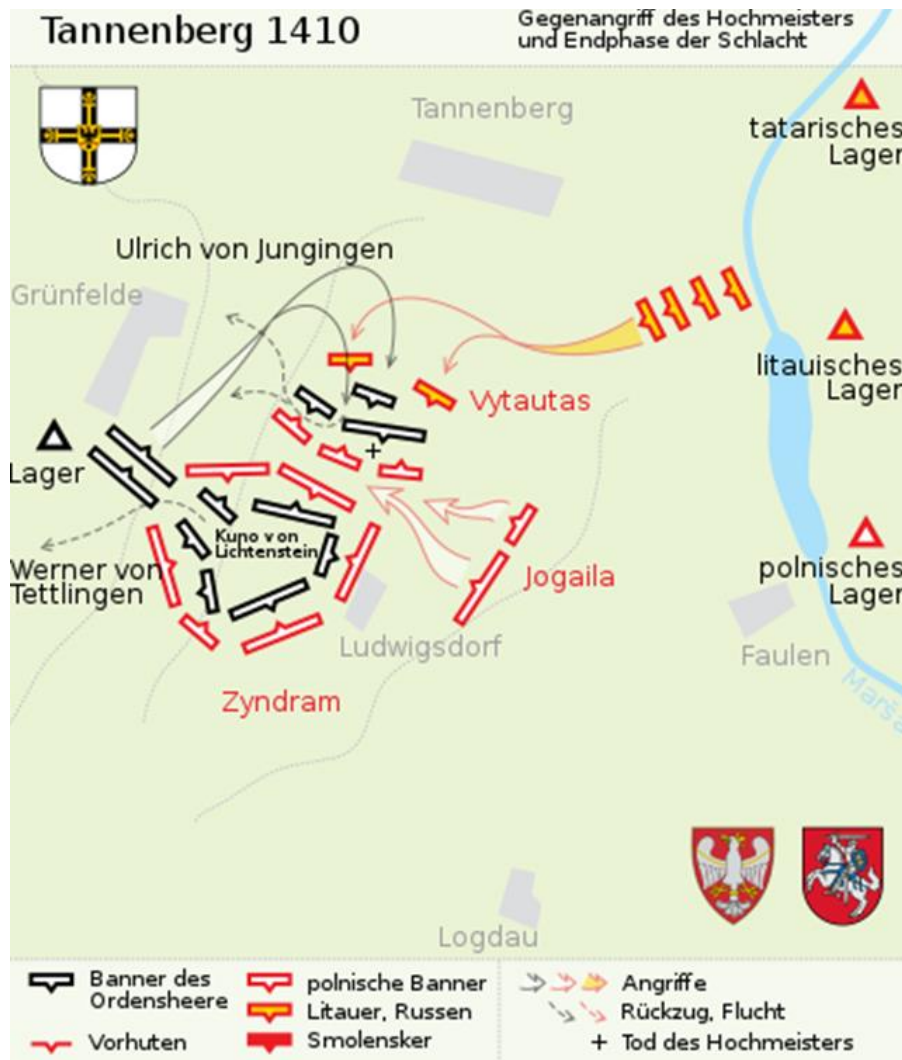 Tannenberg 1410
Gegenangriff des Hochmeisters
und Endphase der Schlacht
Tannenberg
tatarisches
Lager
Ulrich von Jungingen
Grünfelde
litauisches
Lager
Vytautas
Lager
Kuno von
Lichtenstein
Werner von
Tettlingen
Jogaila
polnisches
Lager
Ludwigsdorf
Faulen
Zyndram
Logdau
Banner des
Ordensheere
Vorhuten
polnische Banner
Litauer, Russen
Smolensker
Angriffe
Rückzug, Flucht
+ Tod des Hochmeisters